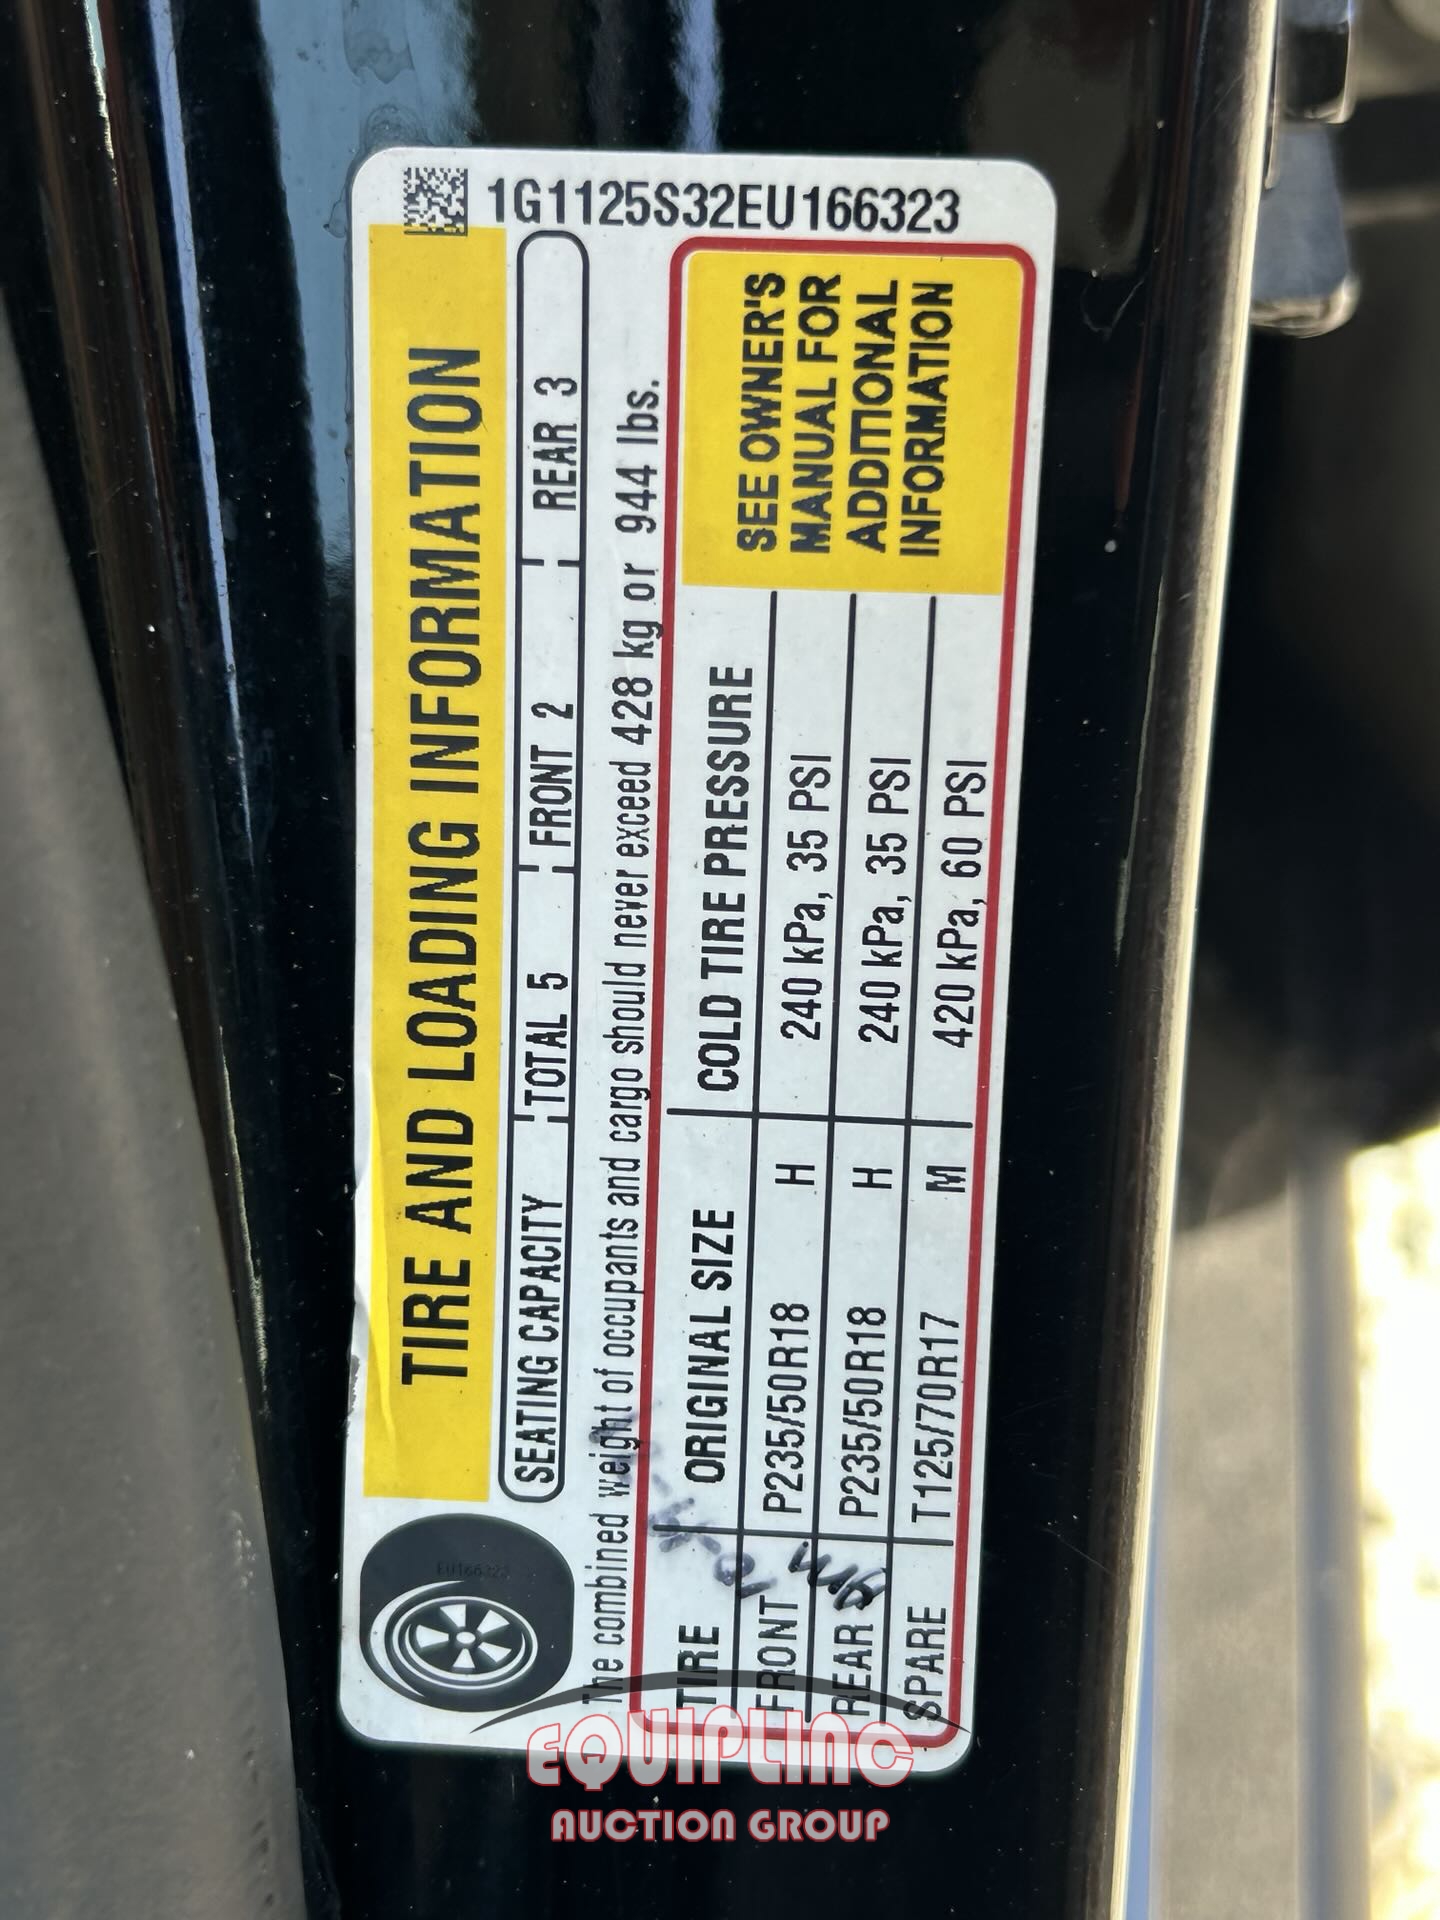 1G1125S32EU166323
TIRE AND LOADING INFORMATION
SEATING CAPACITY TOTAL 5 FRONT 2 REAR 3
The combined weight of occupants and cargo should never exceed 428 kg or 944 lbs.
TIRE ORIGINAL SIZE COLD TIRE PRESSURE
FRONT P235/50R18 H 240 kPa, 35 PSI
REAR P235/50R18 H 240 kPa, 35 PSI
SPARE T125/70R17 M 420 kPa, 60 PSI
SEE OWNER'S
MANUAL FOR
ADDITIONAL
INFORMATION
EQUIPLINC
AUCTION GROUP